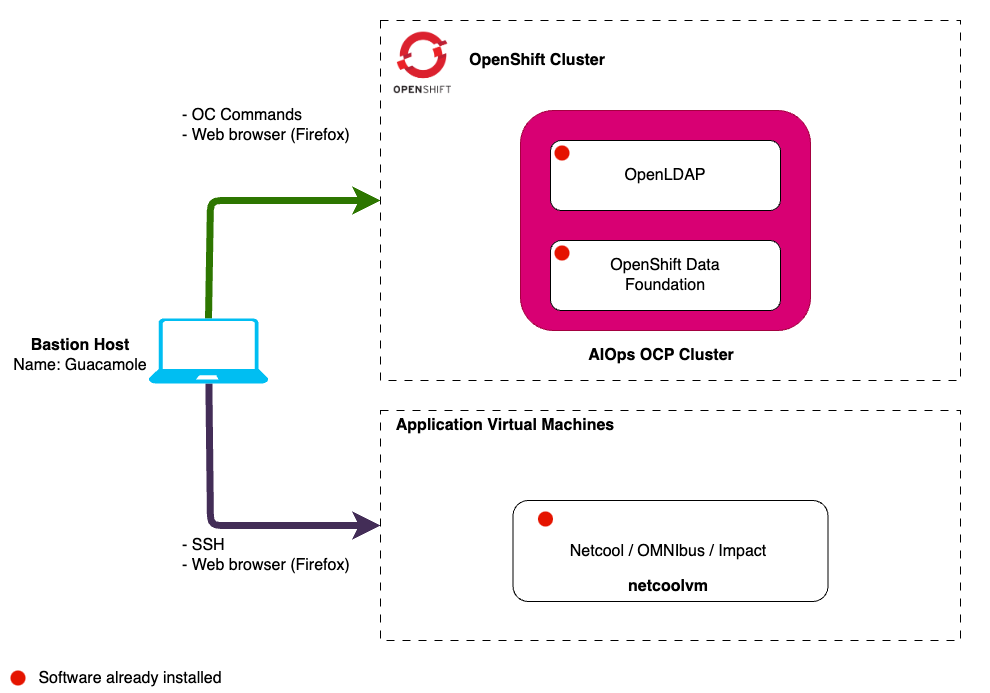 OPENSHIFT
OpenShift Cluster
- OC Commands
- Web browser (Firefox)
OpenLDAP
OpenShift Data
Foundation
AIOps OCP Cluster
Bastion Host
Name: Guacamole
Application Virtual Machines
- SSH
- Web browser (Firefox)
Netcool / OMNIbus / Impact
netcoolvm
Software already installed